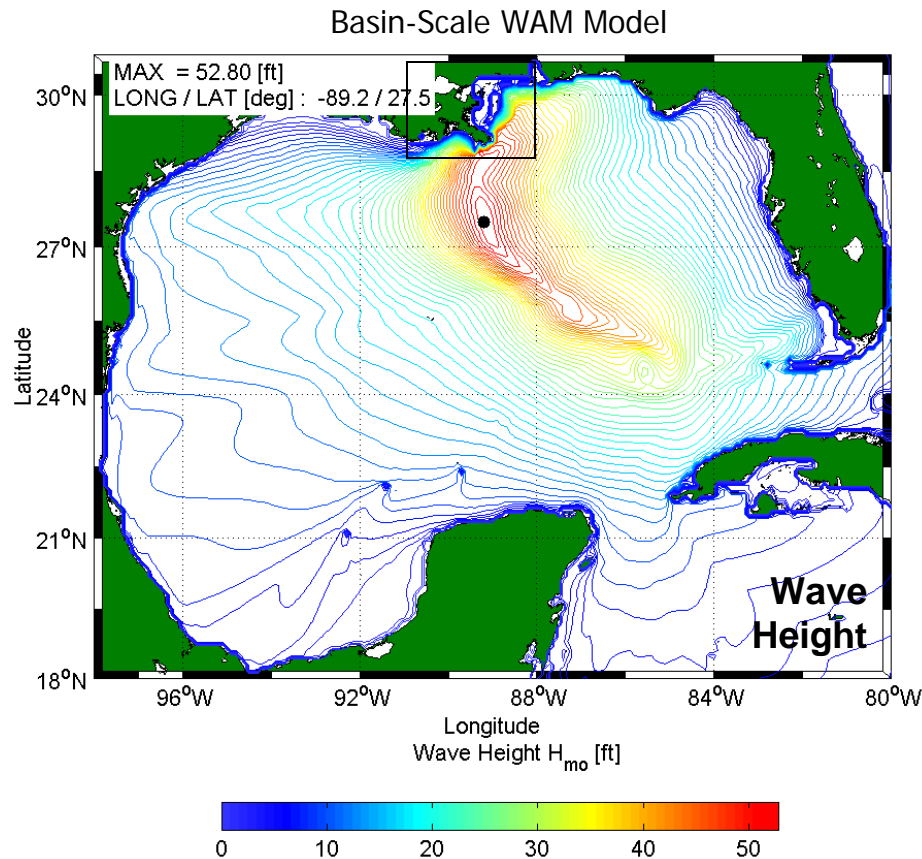 Basin-Scale WAM Model
MAX = 52.80 [ft]
LONG / LAT [deg] : -89.2 / 27.5
30°N
27°N
24°N
21°N
18°N
Latitude
Wave
Height
96°W 92°W 88°W 84°W 80°W
Longitude
Wave Height H_mo [ft]
0 10 20 30 40 50